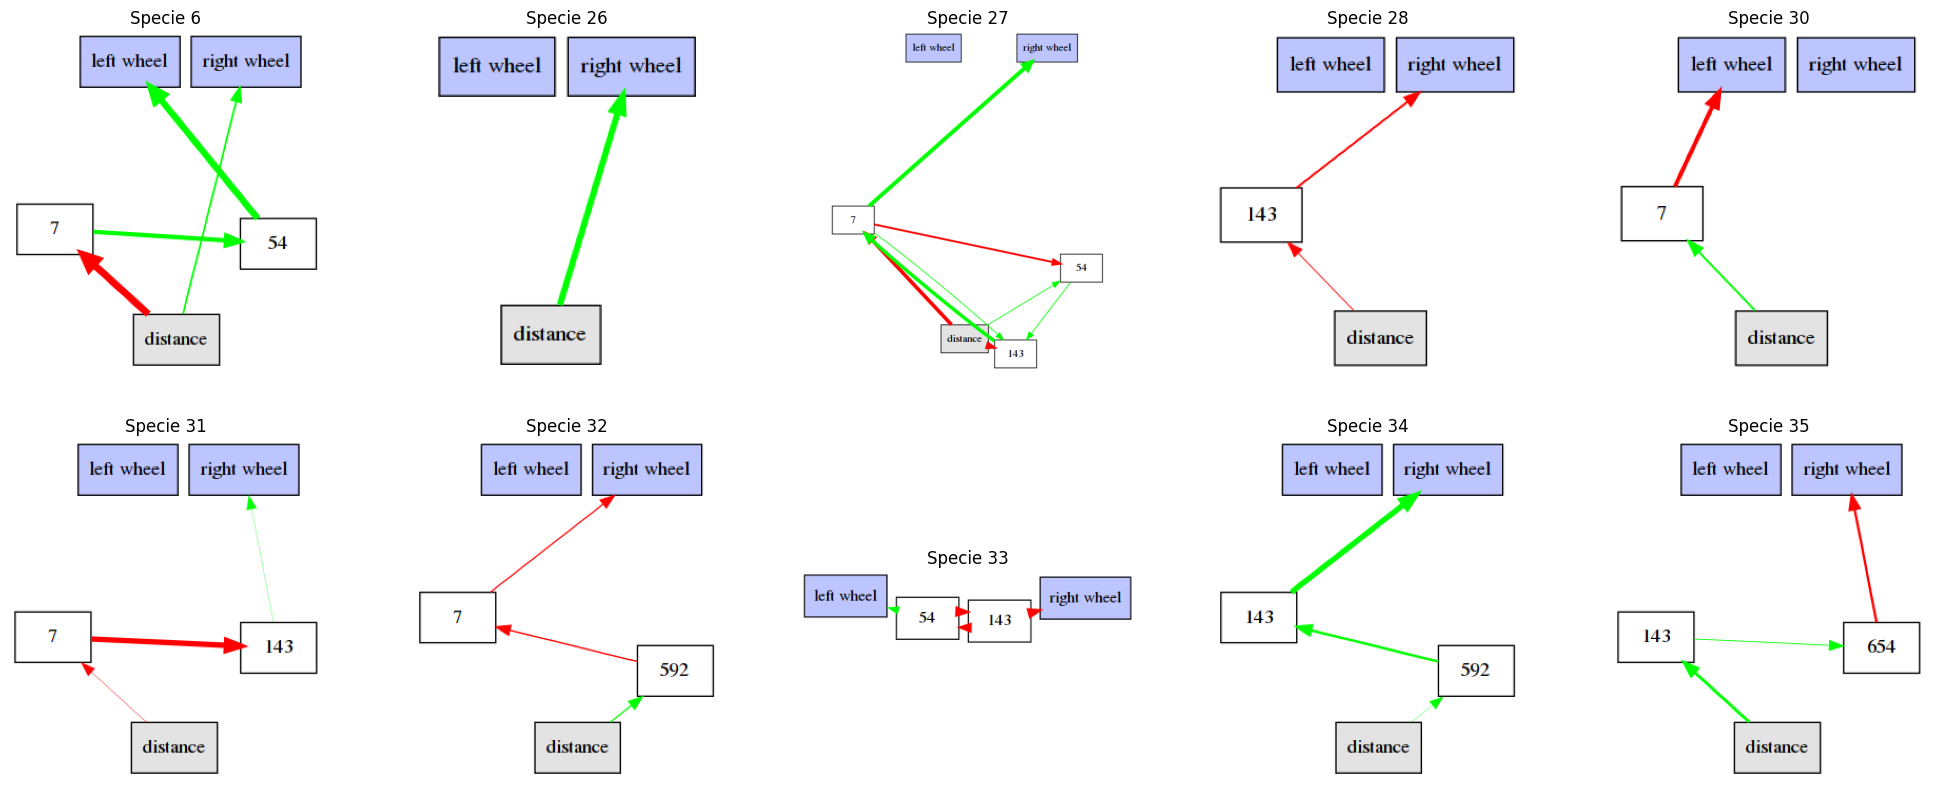 Specie 6
left wheel
right wheel
7
54
distance
Specie 26
left wheel
right wheel
distance
Specie 27
left wheel
right wheel
7
54
distance
143
Specie 28
left wheel
right wheel
143
distance
Specie 30
left wheel
right wheel
7
distance
Specie 31
left wheel
right wheel
7
143
distance
Specie 32
left wheel
right wheel
7
592
distance
Specie 33
left wheel
54
143
right wheel
Specie 34
left wheel
right wheel
143
592
distance
Specie 35
left wheel
right wheel
143
654
distance